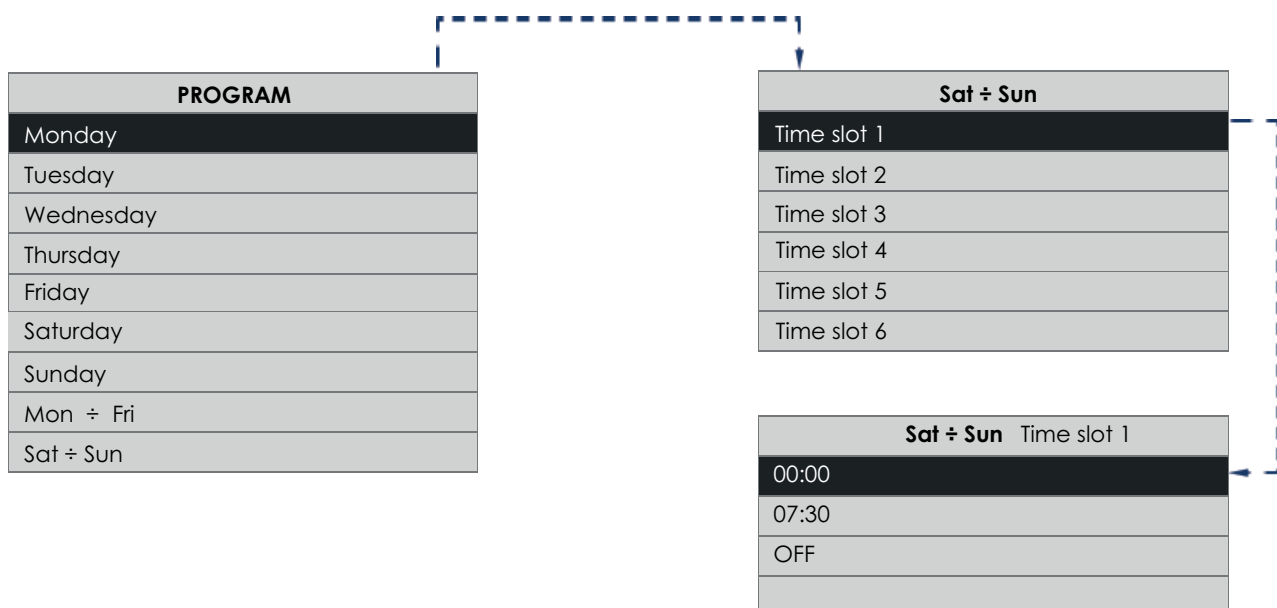 PROGRAM
Monday
Tuesday
Wednesday
Thursday
Friday
Saturday
Sunday
Mon ÷ Fri
Sat ÷ Sun
Sat ÷ Sun
Time slot 1
Time slot 2
Time slot 3
Time slot 4
Time slot 5
Time slot 6
Sat ÷ Sun Time slot 1
00:00
07:30
OFF